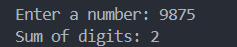 Enter a number: 9875
Sum of digits: 2